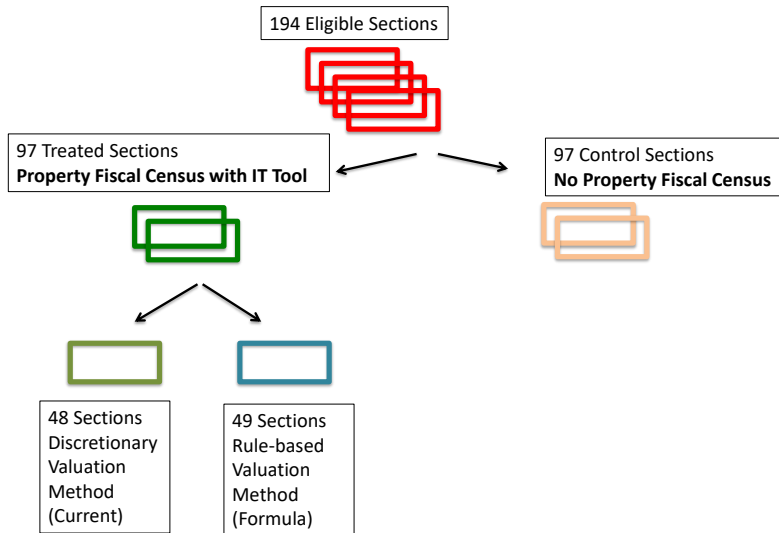 194 Eligible Sections
97 Treated Sections
Property Fiscal Census with IT Tool
97 Control Sections
No Property Fiscal Census
48 Sections
Discretionary
Valuation
Method
(Current)
49 Sections
Rule-based
Valuation
Method
(Formula)